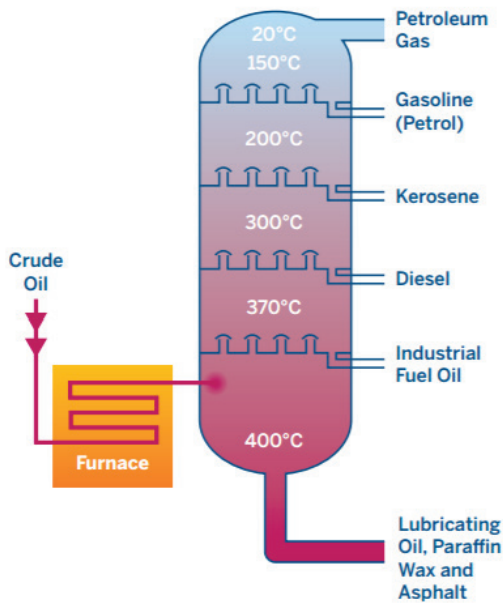 20°C
150°C
Petroleum
Gas
Gasoline
(Petrol)
200°C
Kerosene
300°C
Diesel
370°C
Industrial
Fuel Oil
Crude
Oil
Furnace
400°C
Lubricating
Oil, Paraffin
Wax and
Asphalt